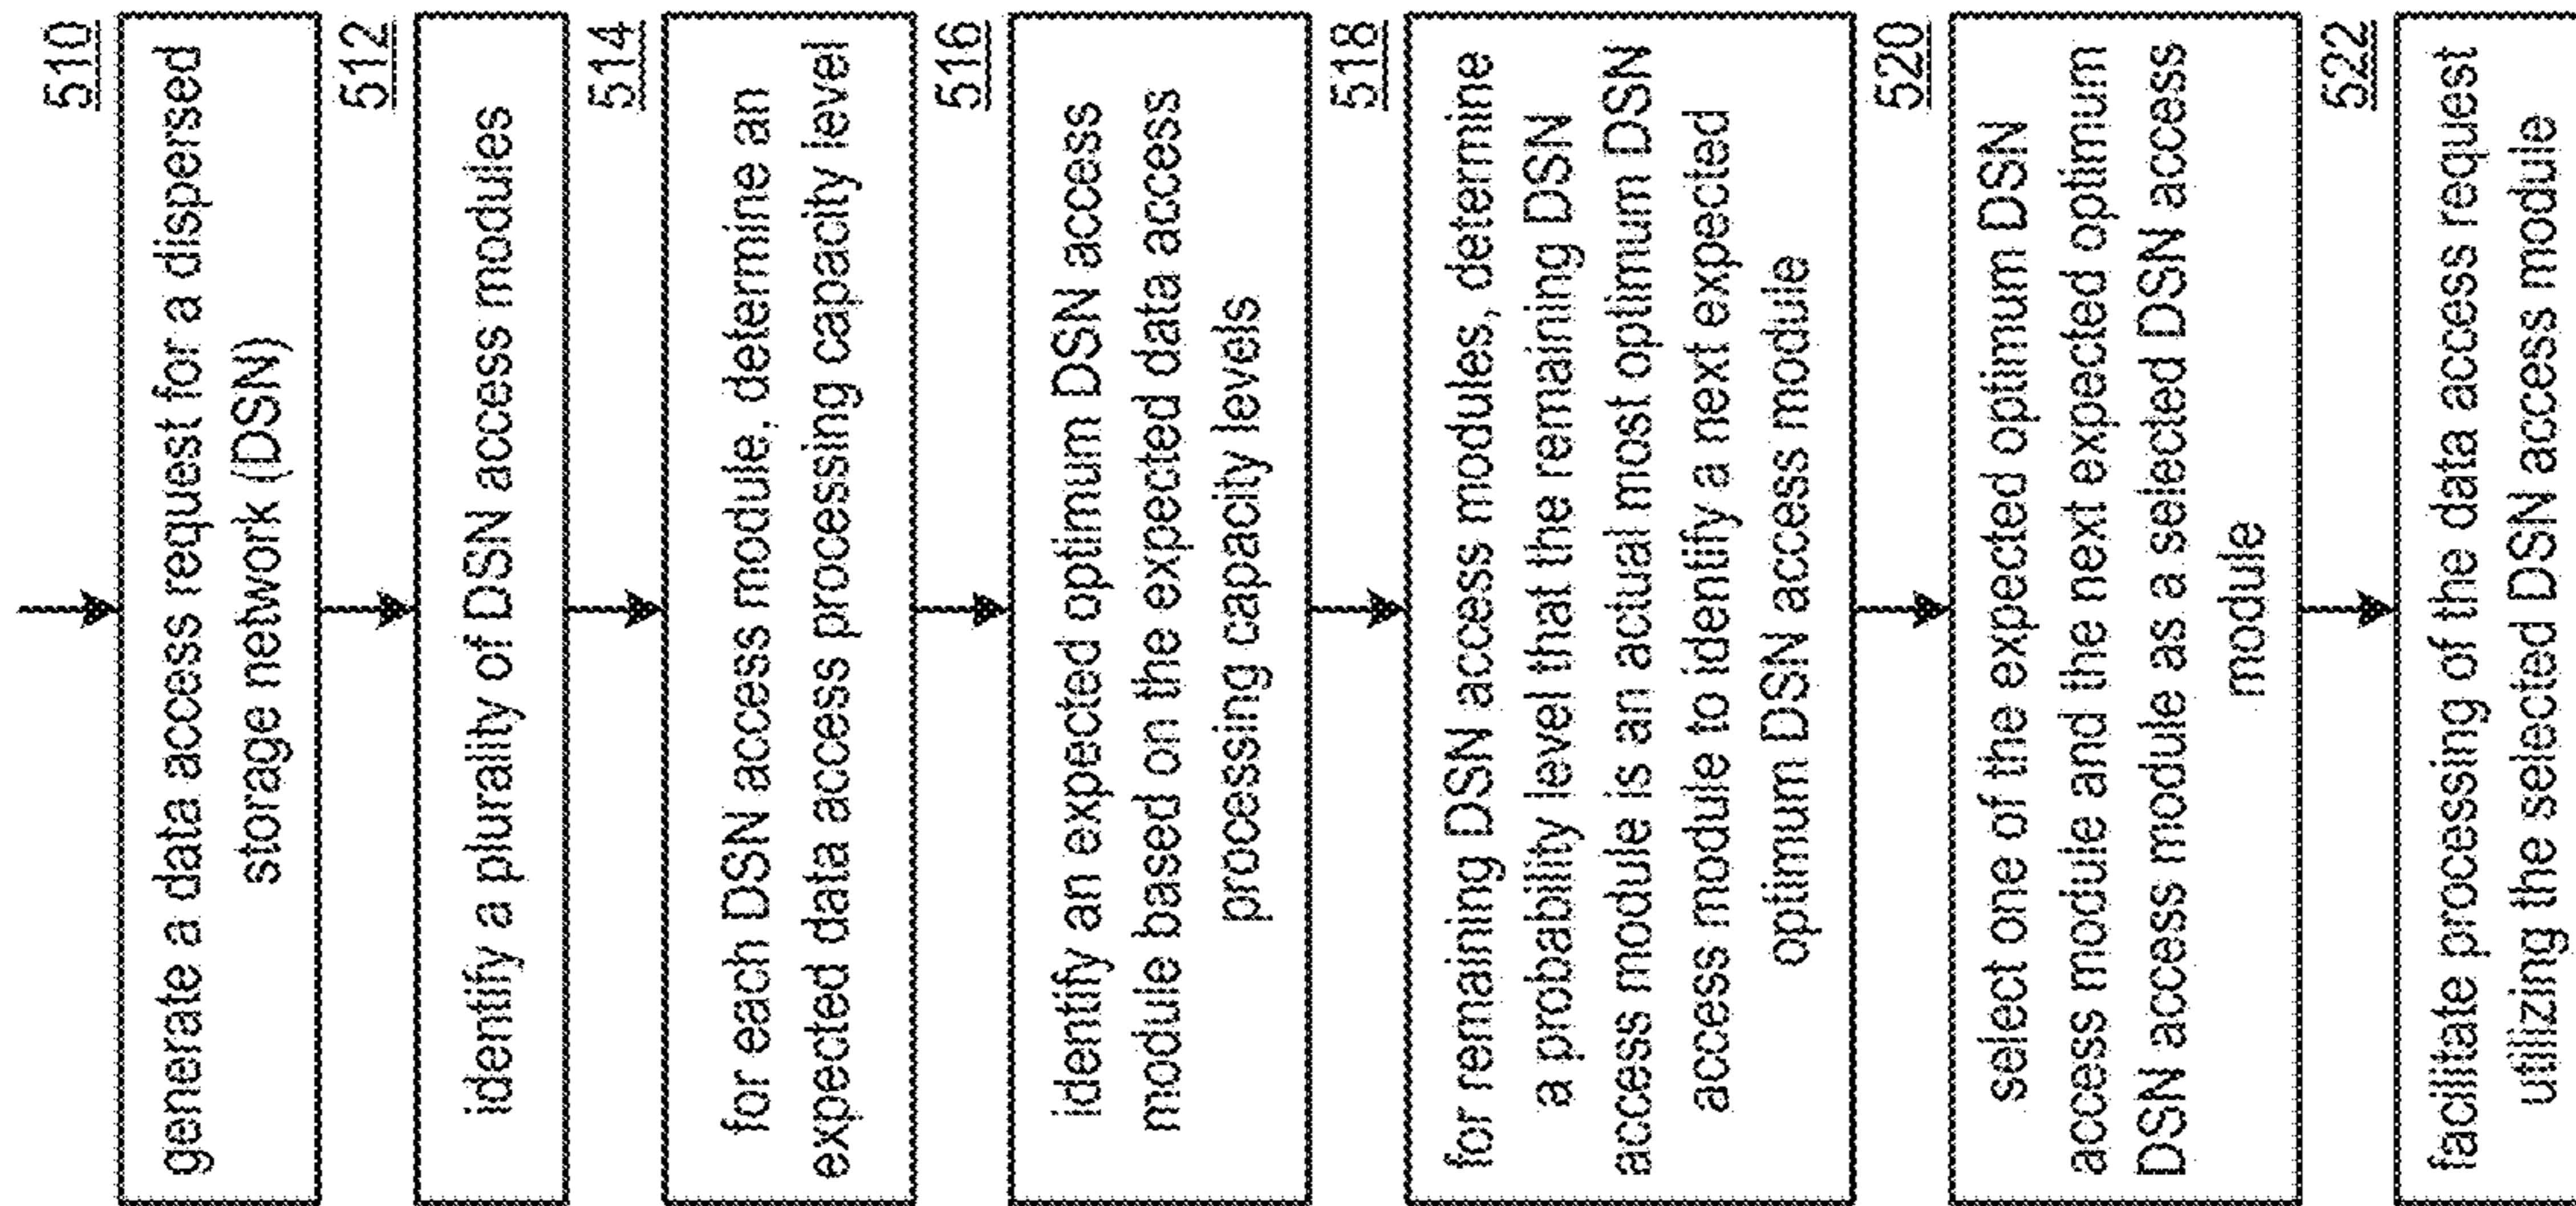 510
generate a data access request for a dispersed
storage network (DSN)
512
identify a plurality of DSN access modules
514
for each DSN access module, determine an
expected data access processing capacity level
516
identify an expected optimum DSN access
module based on the expected data access
processing capacity levels
518
for remaining DSN access modules, determine
a probability level that the remaining DSN
access module is an actual most optimum DSN
access module to identify a next expected
optimum DSN access module
520
select one of the expected optimum DSN
access module and the next expected optimum
DSN access module as a selected DSN access
module
522
facilitate processing of the data access request
utilizing the selected DSN access module